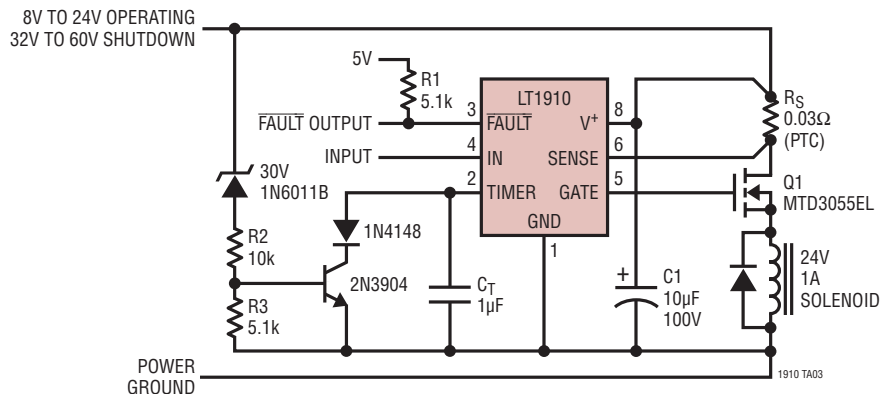 8V TO 24V OPERATING
32V TO 60V SHUTDOWN
5V
R1
5.1k
LT1910
FAULT OUTPUT
3
FAULT
V+
8
RS
0.03Ω
(PTC)
INPUT
4
IN
SENSE
6
30V
1N6011B
2
TIMER
GATE
5
Q1
MTD3055EL
GND
1
1N4148
R2
10k
2N3904
CT
1µF
+
C1
10µF
100V
24V
1A
SOLENOID
R3
5.1k
POWER
GROUND
1910 TA03